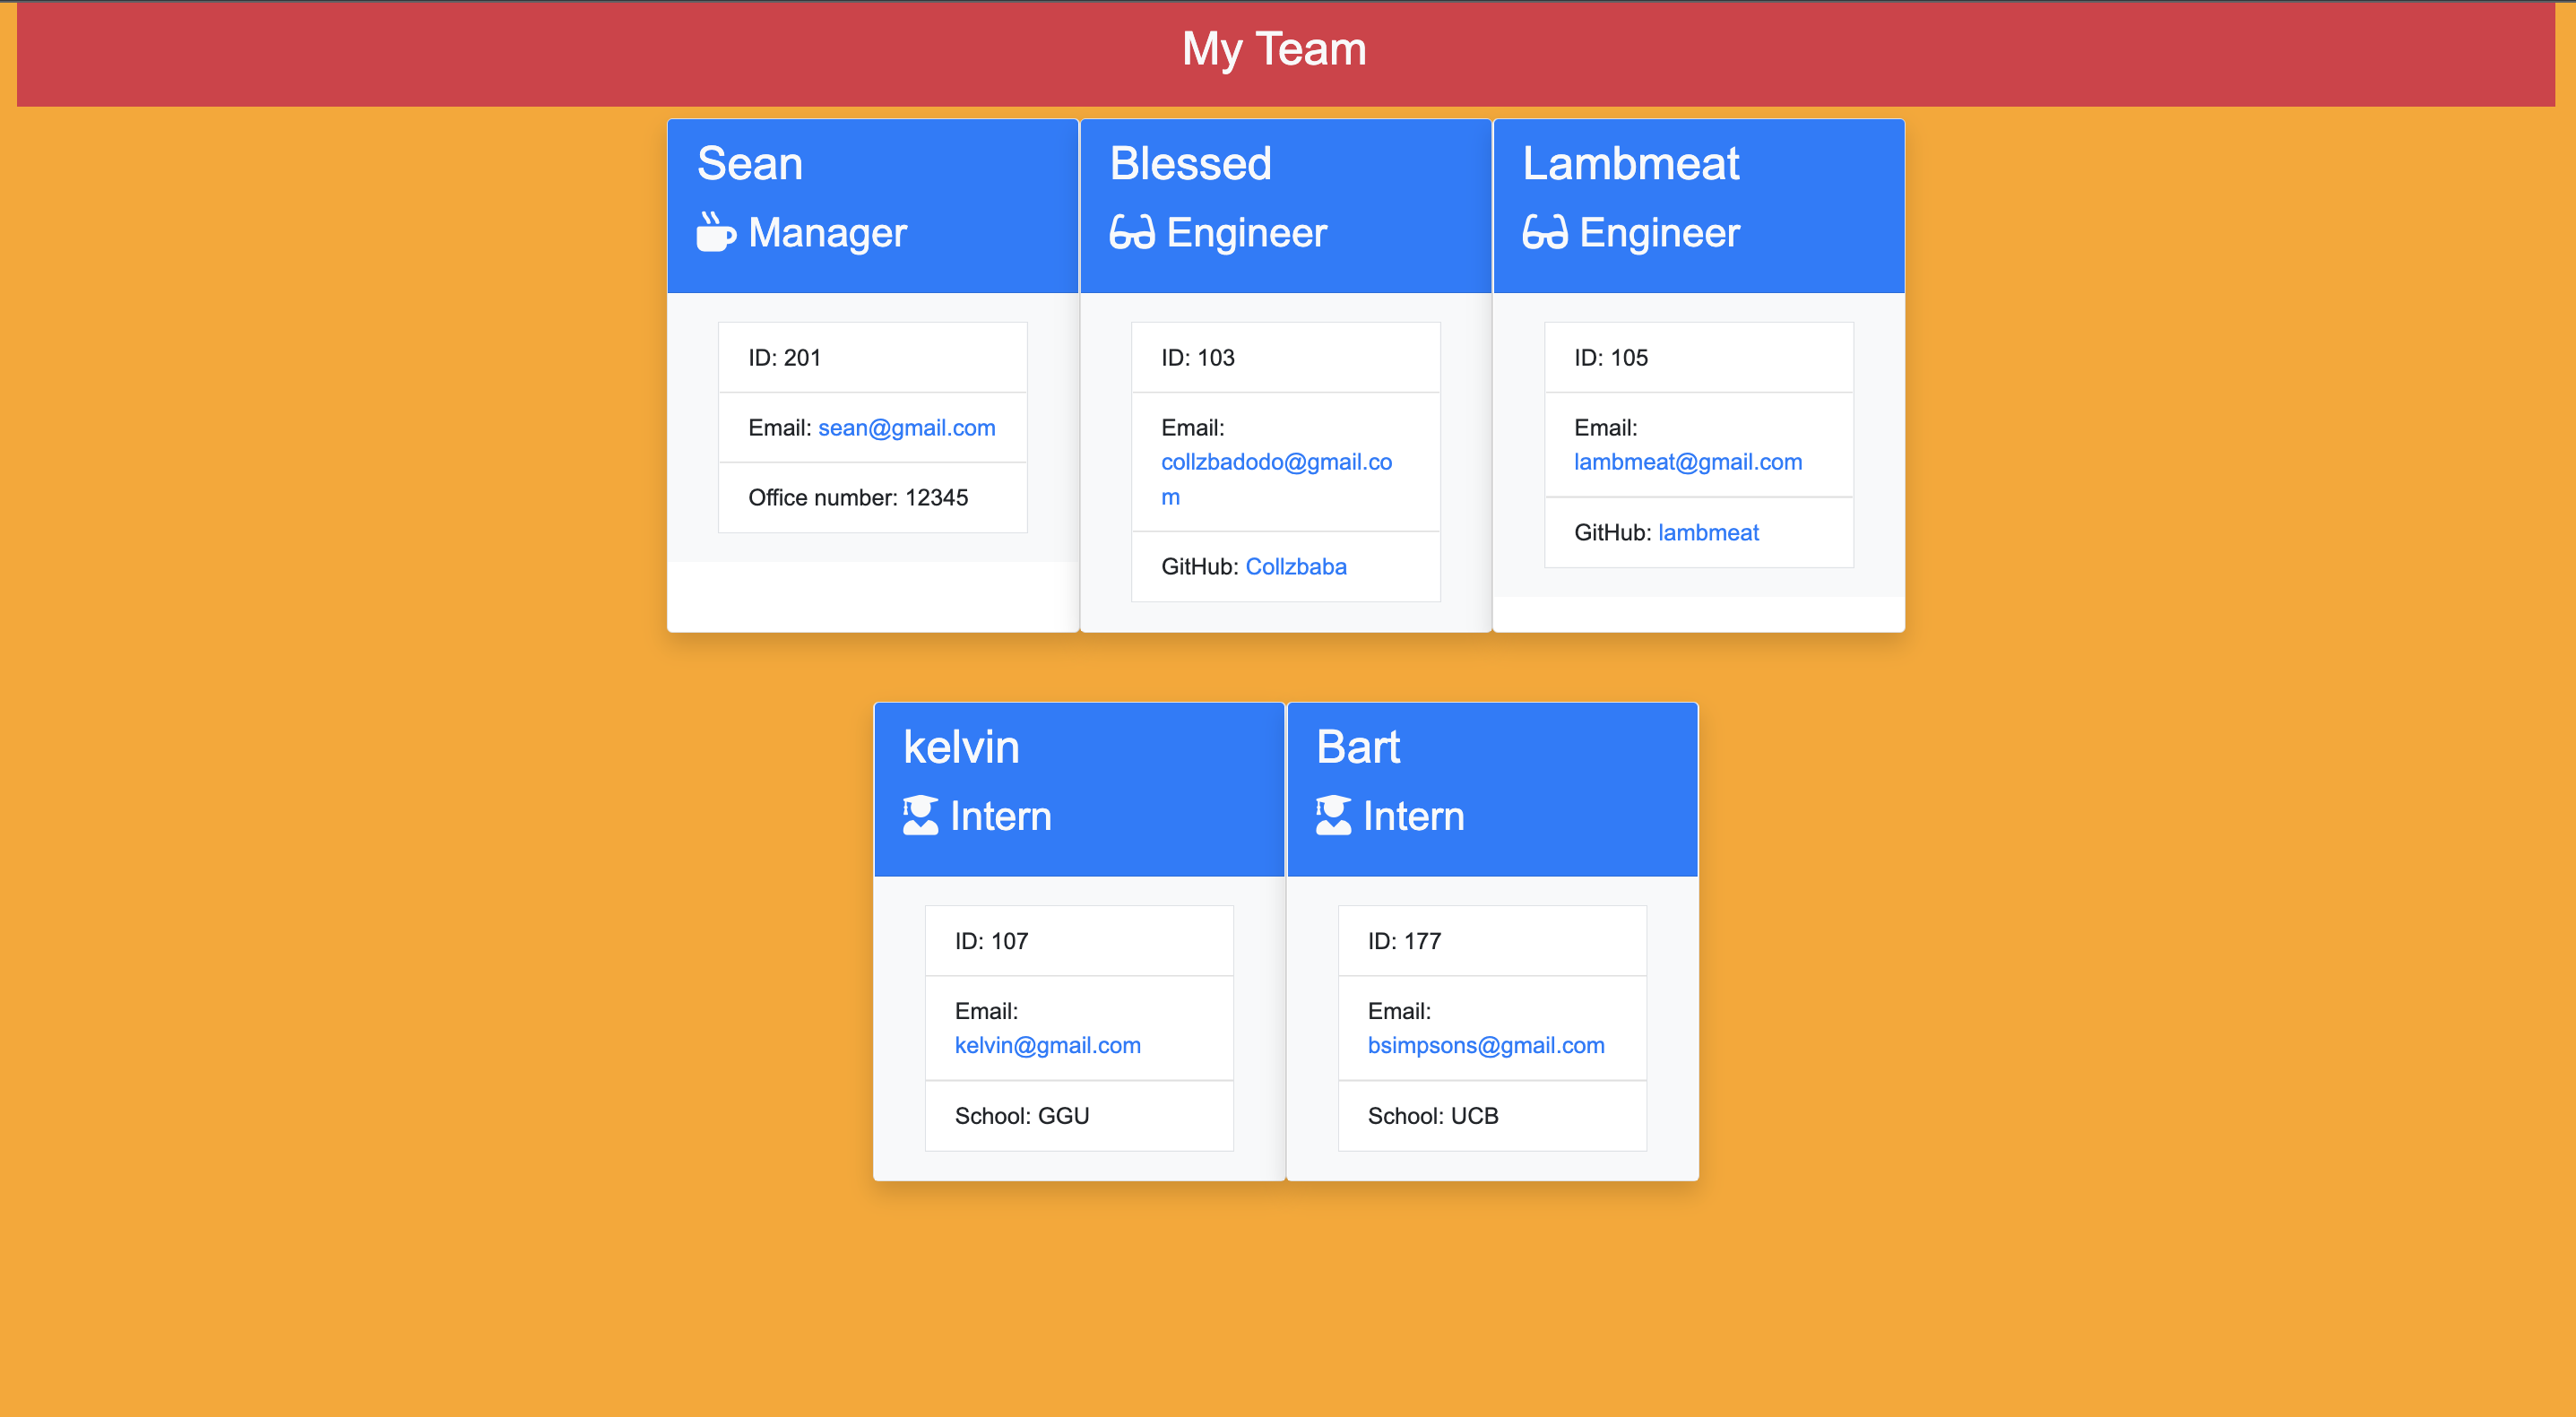 My Team
Sean
Manager
ID: 201
Email: sean@gmail.com
Office number: 12345
Blessed
Engineer
ID: 103
Email:
collzbadodo@gmail.co
m
GitHub: Collzbaba
Lambmeat
Engineer
ID: 105
Email:
lambmeat@gmail.com
GitHub: lambmeat
kelvin
Intern
ID: 107
Email:
kelvin@gmail.com
School: GGU
Bart
Intern
ID: 177
Email:
bsimpsons@gmail.com
School: UCB